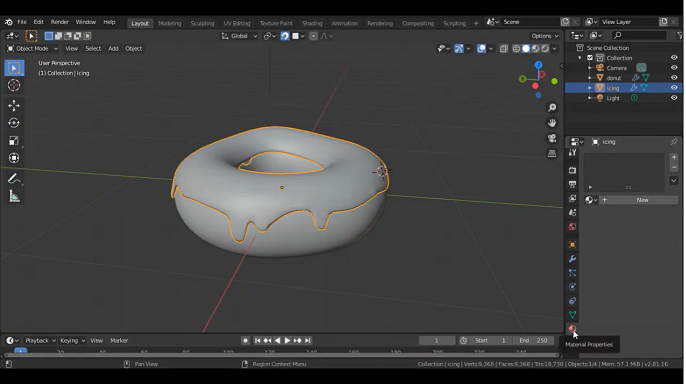 File Edit Render Window Help Layout Modeling Sculpting UV Editing Texture Paint Shading Animation Rendering Compositing Scripting Scene View Layer
Global Options
Object Mode View Select Add Object
User Perspective
(1) Collection | icing
Scene Collection
Collection
Camera
donut
icing
Light
icing
New
Material Properties
Playback Keying View Marker 1 Start 1 End 250
Pan View Region Context Menu Collection | icing | Verts:9,368 | Faces:9,368 | Tris:18,736 | Objects:1/4 | Mem: 57.1 MiB | v2.81.16